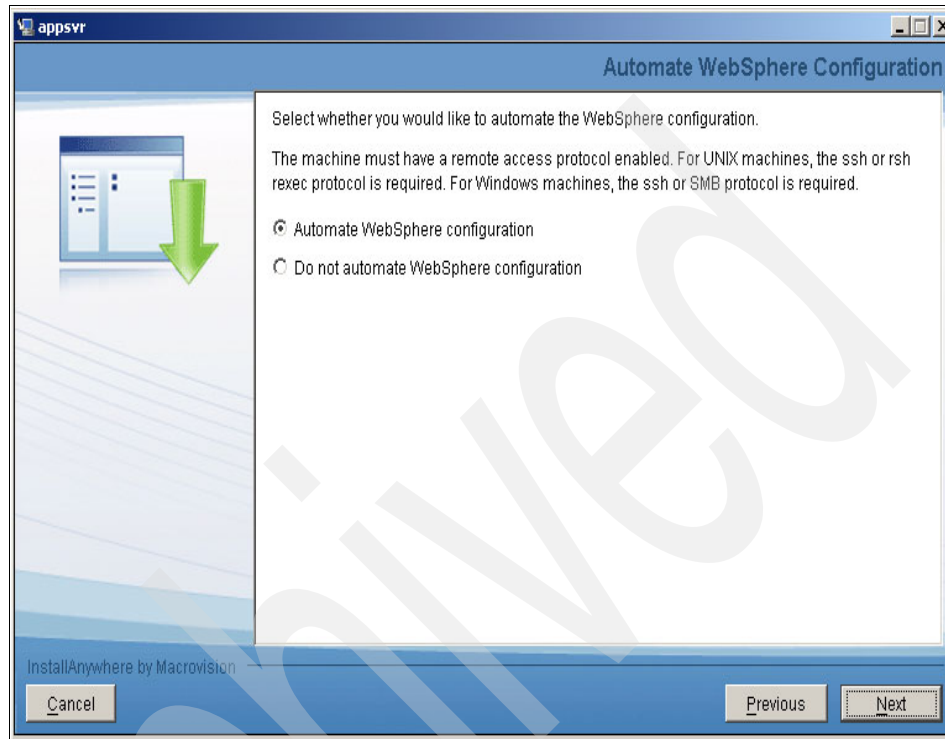 appsvr
Automate WebSphere Configuration
Select whether you would like to automate the WebSphere configuration.
The machine must have a remote access protocol enabled. For UNIX machines, the ssh or rsh
rexec protocol is required. For Windows machines, the ssh or SMB protocol is required.
Automate WebSphere configuration
Do not automate WebSphere configuration
InstallAnywhere by Macrovision
Cancel
Previous
Next
hived